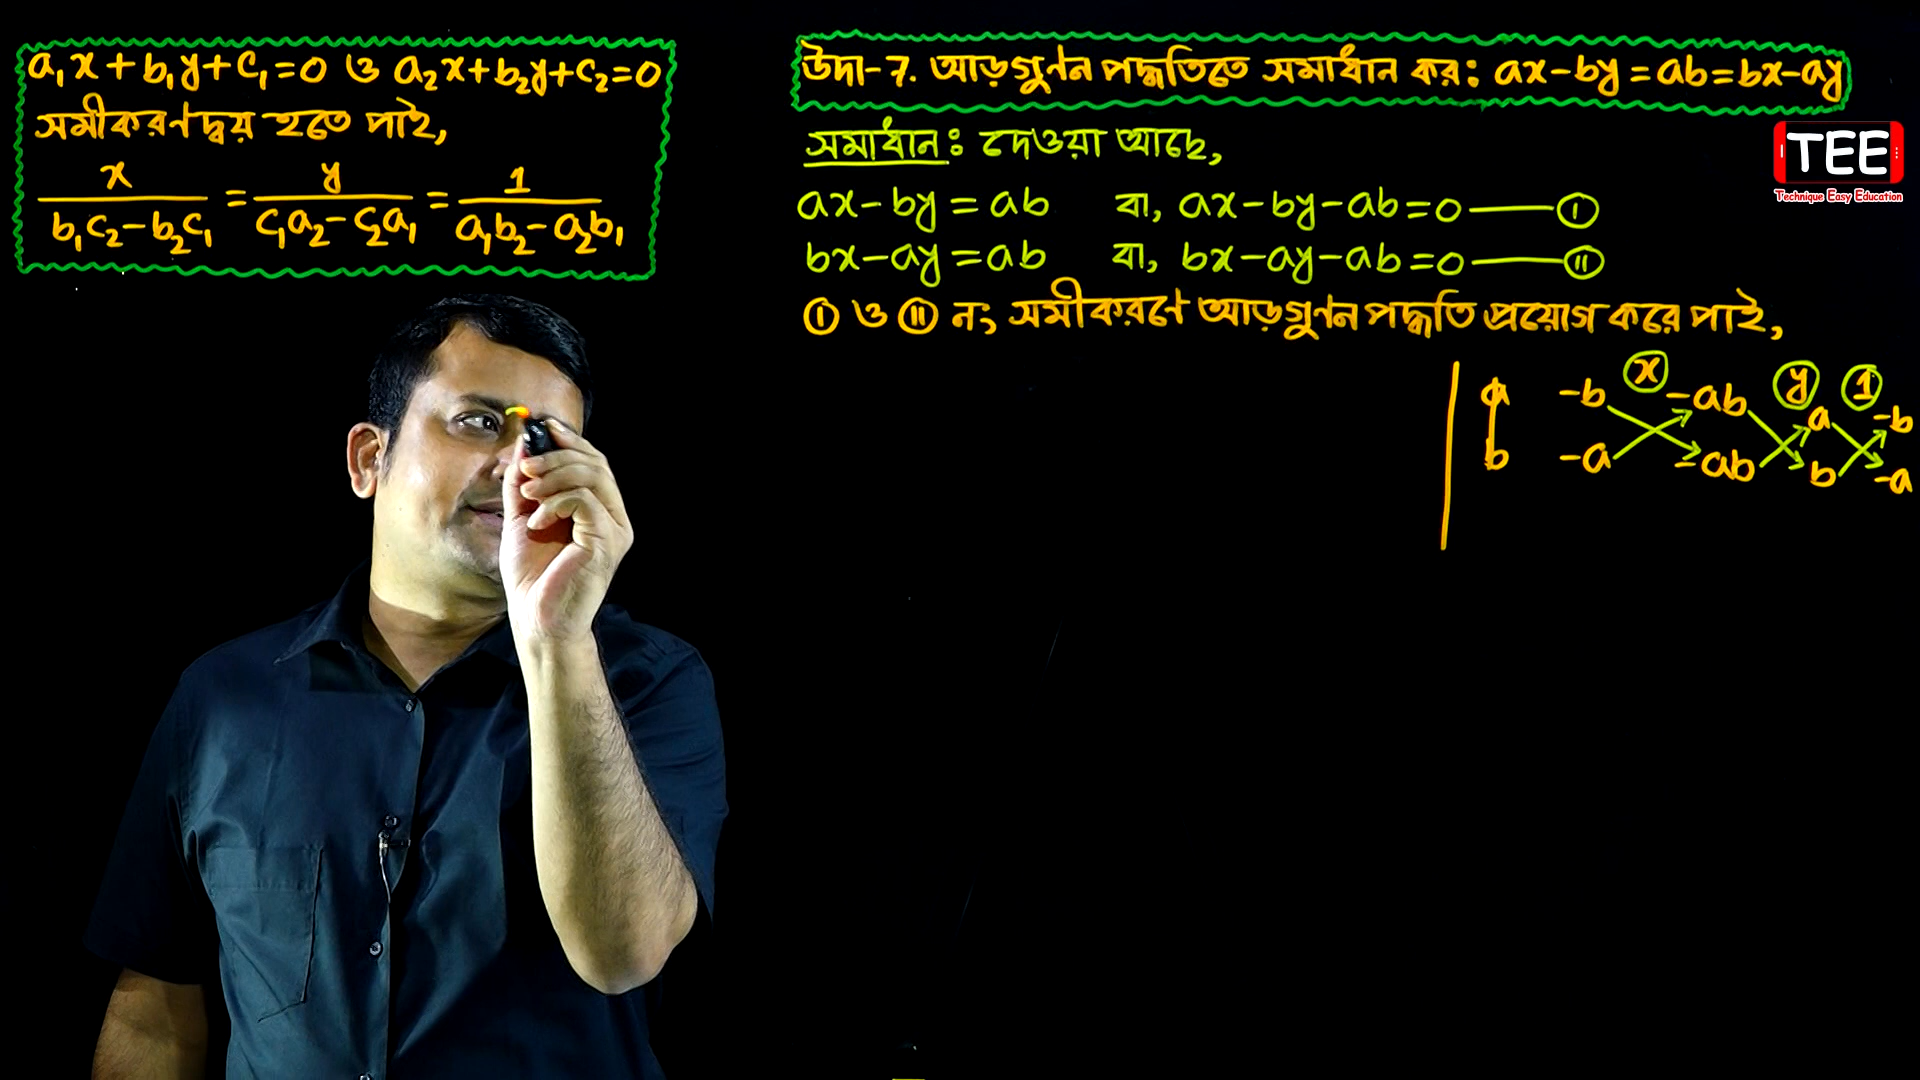 a₁x+b₁y+c₁=0 ও a₂x+b₂y+c₂=0
সমীকরণদ্বয় হতে পাই,
x/(b₁c₂-b₂c₁) = y/(c₁a₂-c₂a₁) = 1/(a₁b₂-a₂b₁)
উদা-7. আড়গুণন পদ্ধতিতে সমাধান কর: ax-by=ab=bx-ay
TEE
Technique Easy Education
সমাধান: দেওয়া আছে,
ax-by=ab বা, ax-by-ab=0 — (i)
bx-ay=ab বা, bx-ay-ab=0 — (ii)
(i) ও (ii) নং সমীকরণে আড়গুণন পদ্ধতি প্রয়োগ করে পাই,
x y 1
a -b -ab a -b
b -a -ab b -a